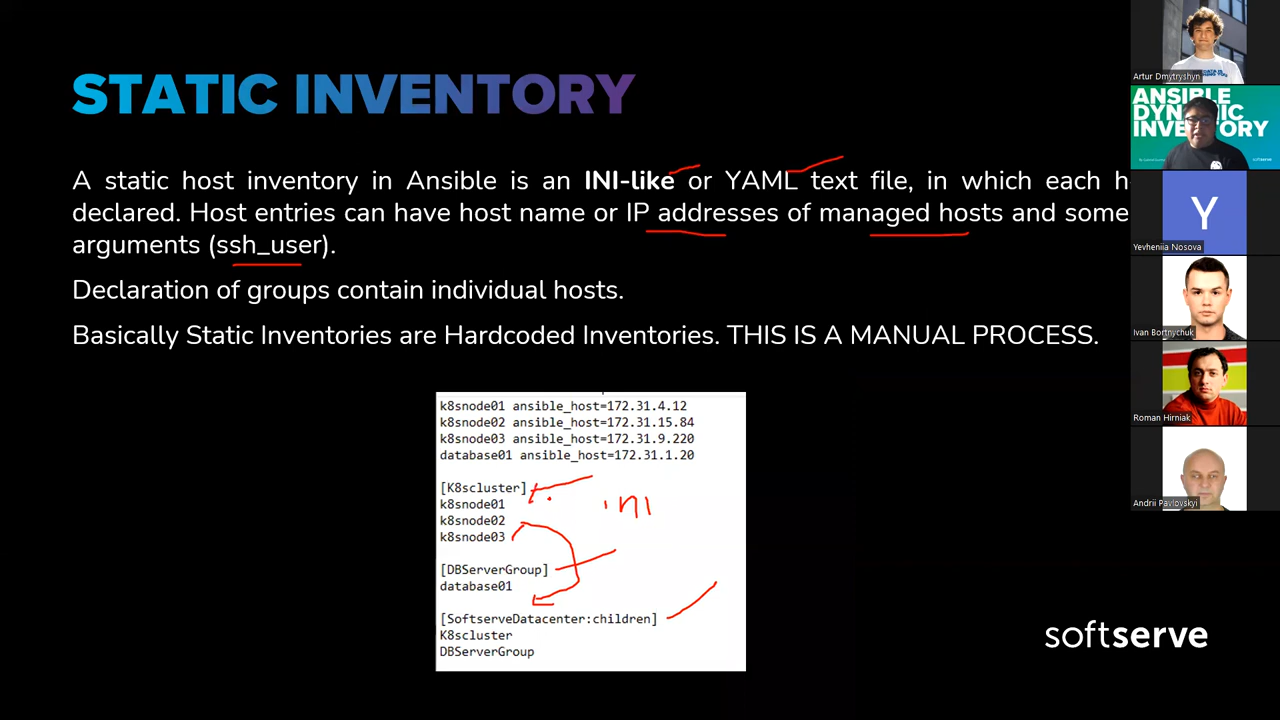 STATIC INVENTORY
A static host inventory in Ansible is an INI-like or YAML text file, in which each h
declared. Host entries can have host name or IP addresses of managed hosts and some
arguments (ssh_user).
Declaration of groups contain individual hosts.
Basically Static Inventories are Hardcoded Inventories. THIS IS A MANUAL PROCESS.
k8snode01 ansible_host=172.31.4.12
k8snode02 ansible_host=172.31.15.84
k8snode03 ansible_host=172.31.9.220
database01 ansible_host=172.31.1.20
[K8scluster]
k8snode01
k8snode02
k8snode03
ini
[DBServerGroup]
database01
[SoftserveDatacenter:children]
K8scluster
DBServerGroup
softserve
Artur Dmytryshyn
ANSIBLE
DYNAMIC
INVENTORY
softserve
Y
Yevheniia Nosova
Ivan Bortnychuk
Roman Hirniak
Andrii Pavlovskyi